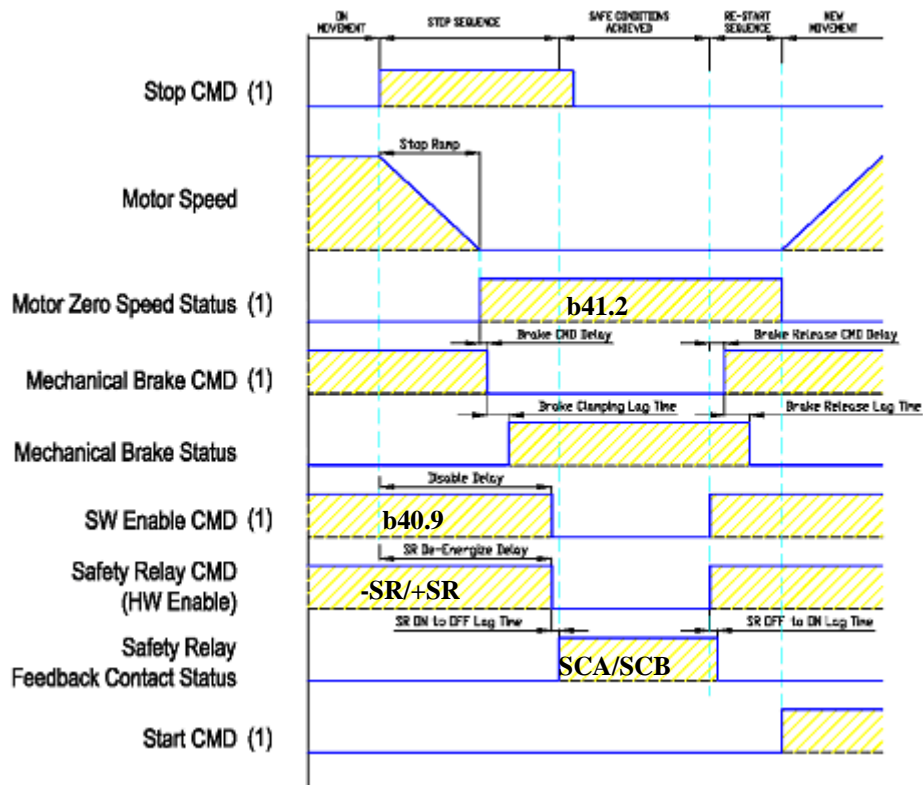 ON
MOVEMENT
STOP SEQUENCE
SAFE CONDITIONS
ACHIEVED
RE-START
SEQUENCE
NEW
MOVEMENT
Stop CMD (1)
Stop Ramp
Motor Speed
Motor Zero Speed Status (1)
b41.2
Brake CMD Delay
Brake Release CMD Delay
Mechanical Brake CMD (1)
Brake Clamping Lag Time
Brake Release Lag Time
Mechanical Brake Status
Disable Delay
SW Enable CMD (1)
b40.9
SR De-Energize Delay
Safety Relay CMD
(HW Enable)
-SR/+SR
SR ON to OFF Lag Time
SR OFF to ON Lag Time
Safety Relay
Feedback Contact Status
SCA/SCB
Start CMD (1)